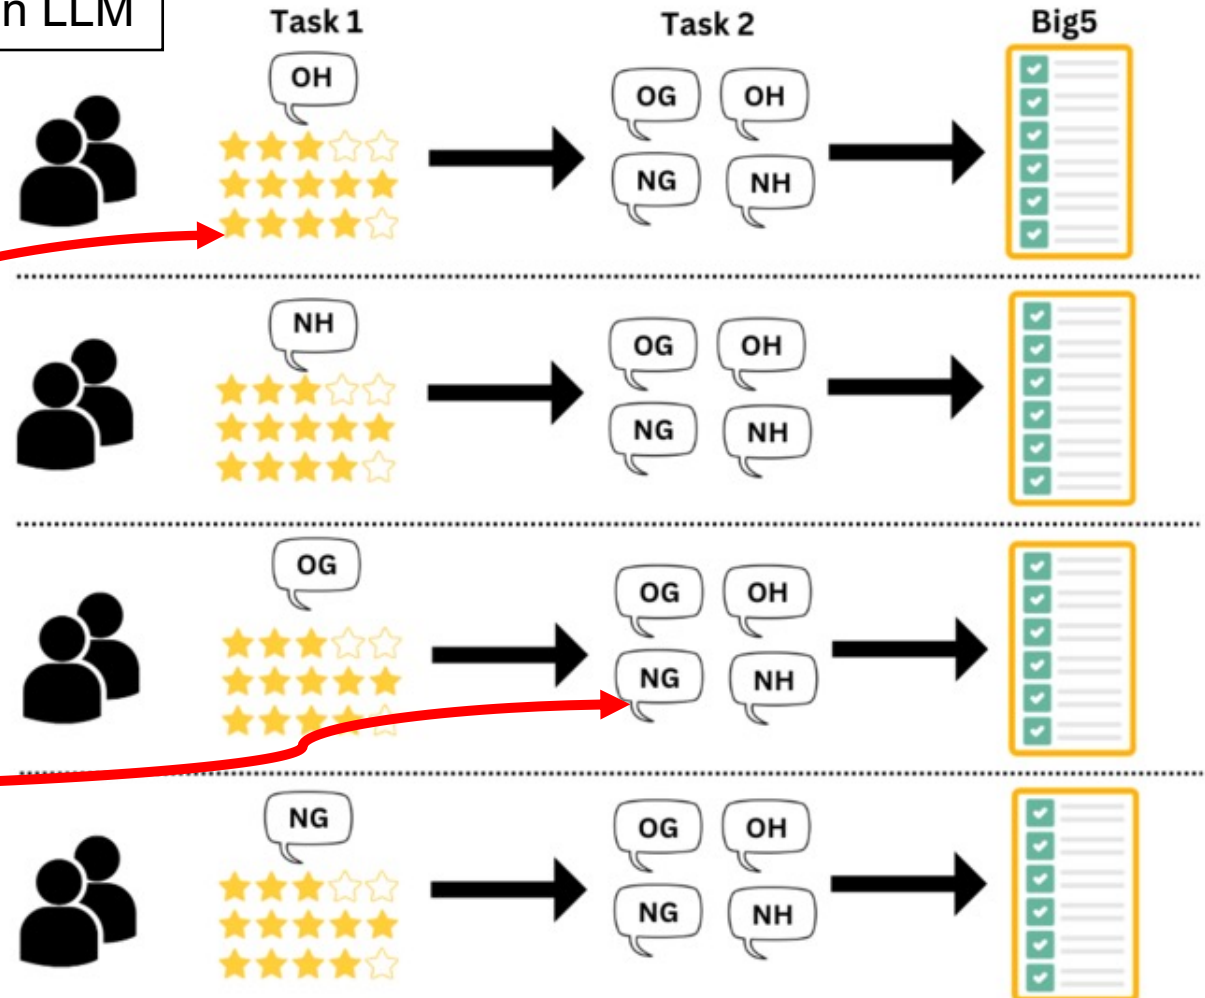 n LLM
Task 1
Task 2
Big5
OH
OG OH
NG NH
NH
OG OH
NG NH
OG
OG OH
NG NH
NG
OG OH
NG NH